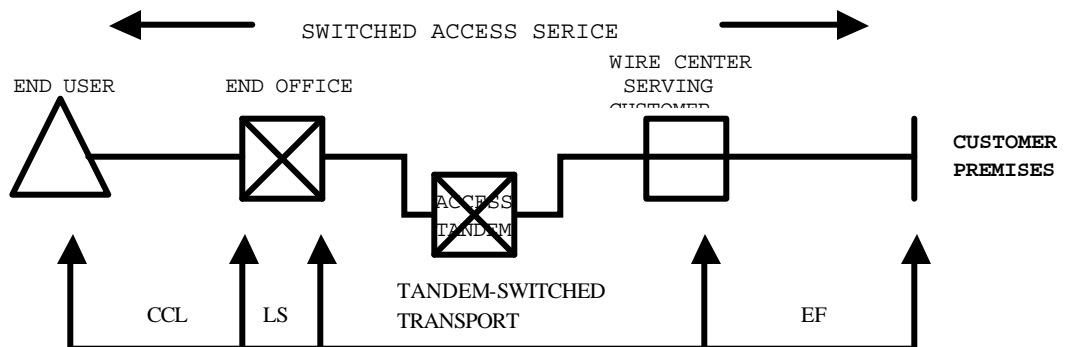 SWITCHED ACCESS SERICE
WIRE CENTER
SERVING
CUSTOMER
END USER
END OFFICE
CUSTOMER
PREMISES
ACCESS
TANDEM
TANDEM-SWITCHED
TRANSPORT
CCL
LS
EF